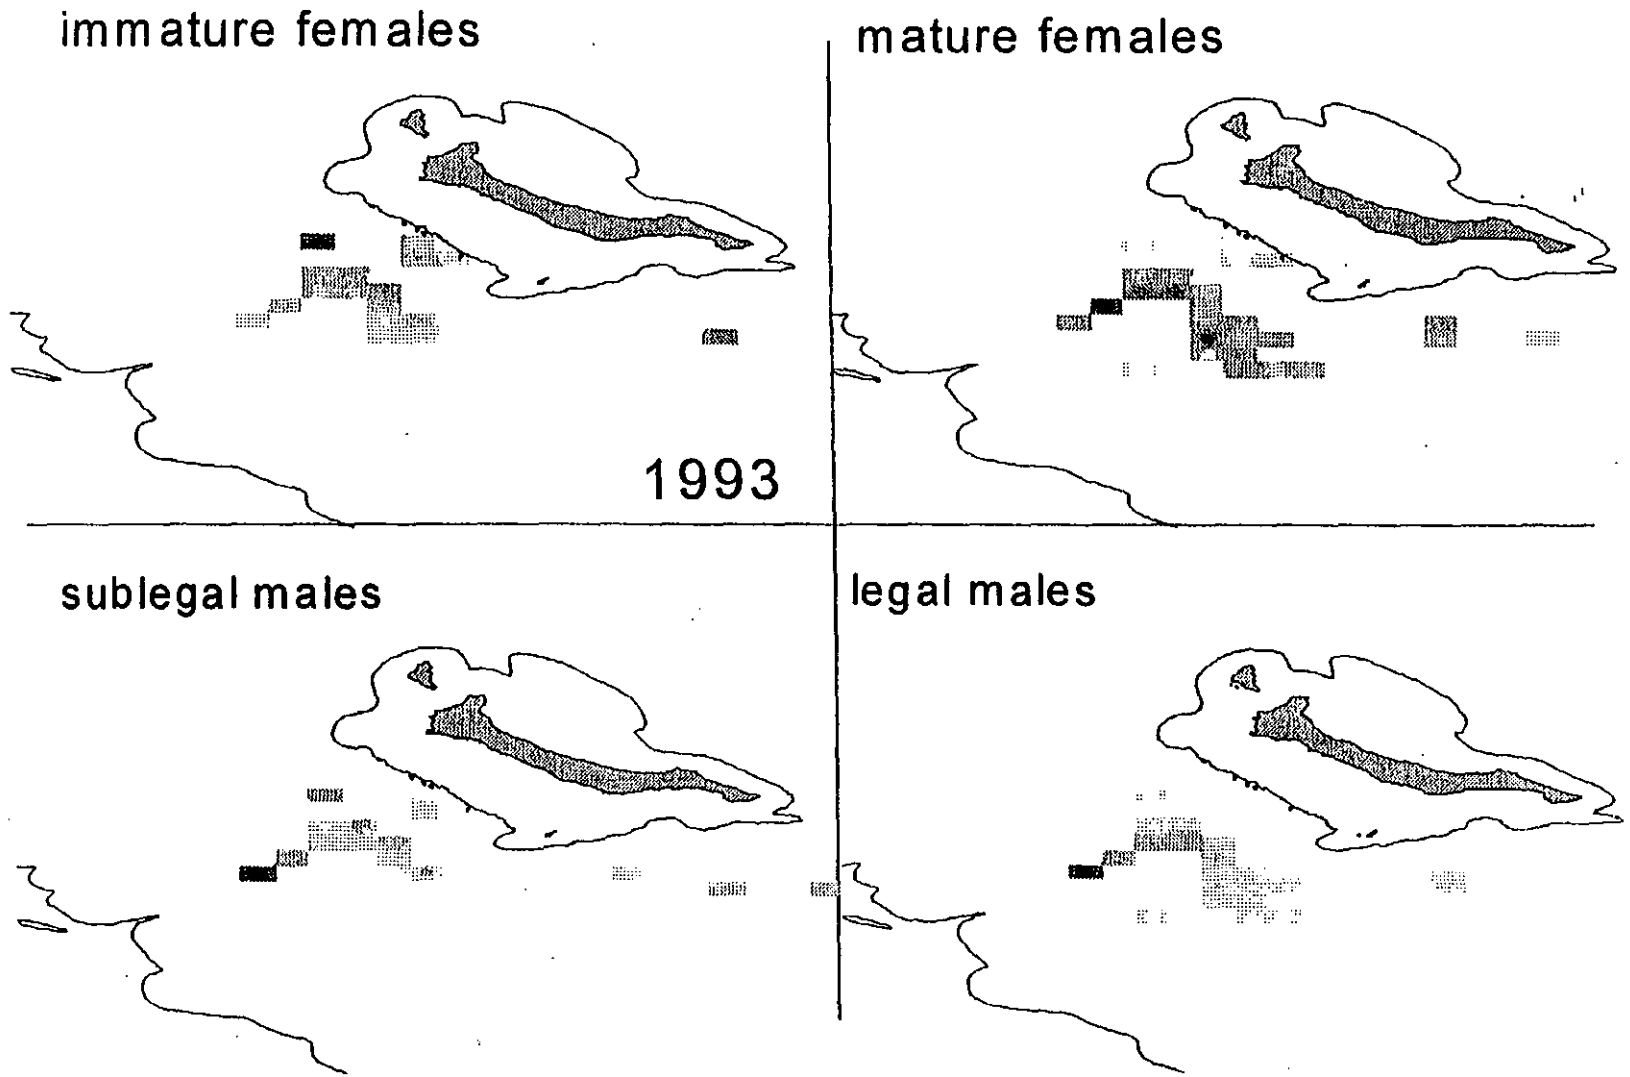 immature females
mature females
1993
sublegal males
legal males